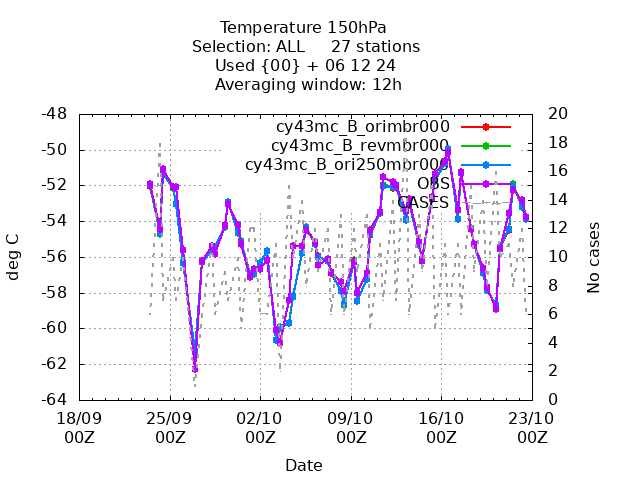 Temperature 150hPa
Selection: ALL     27 stations
Used {00} + 06 12 24
Averaging window: 12h
-48
-50
-52
-54
-56
-58
-60
-62
-64
deg C
20
18
16
14
12
10
8
6
4
2
0
No cases
cy43mc_B_orimbr000
cy43mc_B_revmbr000
cy43mc_B_ori250mbr000
OBS
CASES
18/09 25/09 02/10 09/10 16/10 23/10
00Z 00Z 00Z 00Z 00Z 00Z
Date